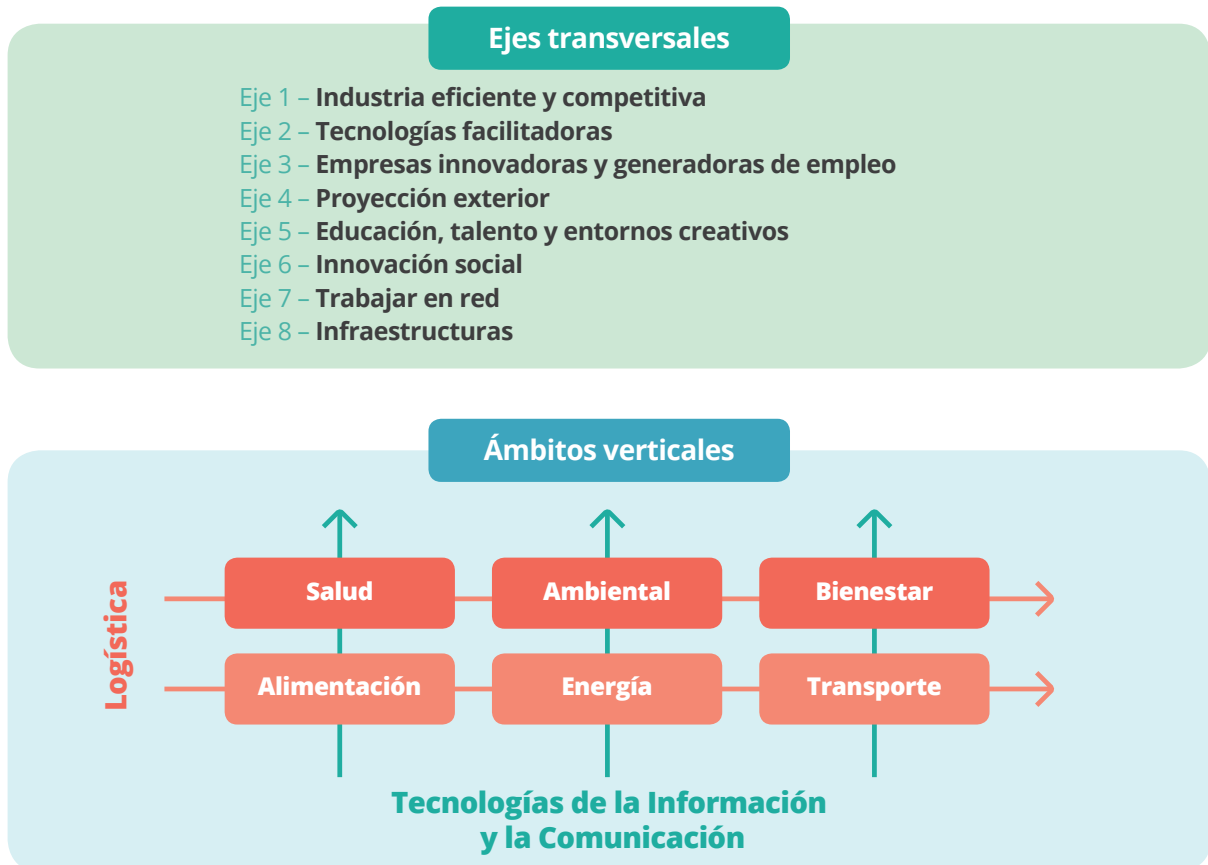 Ejes transversales
Eje 1 – Industria eficiente y competitiva
Eje 2 – Tecnologías facilitadoras
Eje 3 – Empresas innovadoras y generadoras de empleo
Eje 4 – Proyección exterior
Eje 5 – Educación, talento y entornos creativos
Eje 6 – Innovación social
Eje 7 – Trabajar en red
Eje 8 – Infraestructuras
Ámbitos verticales
Logística
Salud
Ambiental
Bienestar
Alimentación
Energía
Transporte
Tecnologías de la Información
y la Comunicación